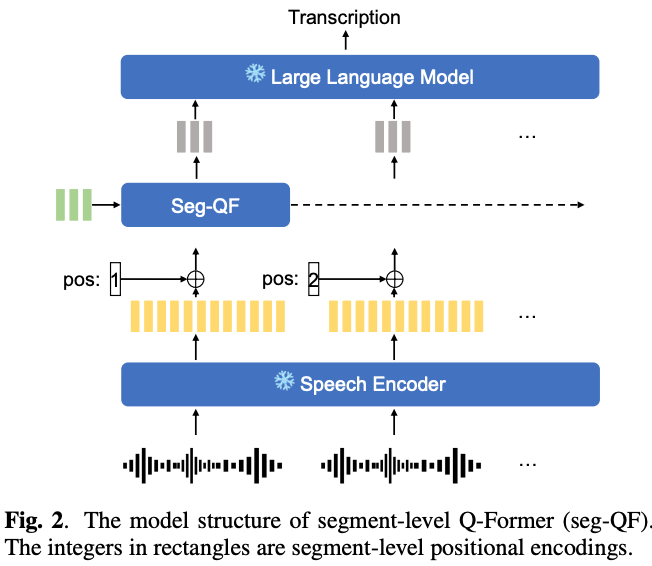 Transcription
Large Language Model
...
Seg-QF
pos: 1
pos: 2
...
Speech Encoder
...
Fig. 2. The model structure of segment-level Q-Former (seg-QF).
The integers in rectangles are segment-level positional encodings.